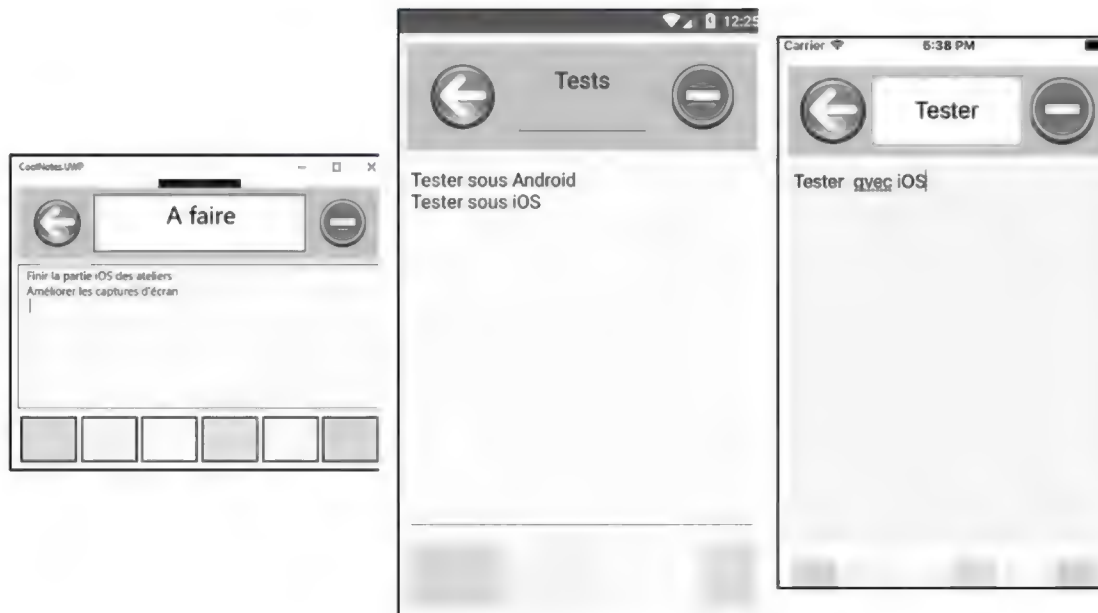 CoolNotes.UWP
A faire
Finir la partie iOS des ateliers
Améliorer les captures d'écran
12:25
Tests
Tester sous Android
Tester sous iOS
Carrier
5:38 PM
Tester
Tester avec iOS